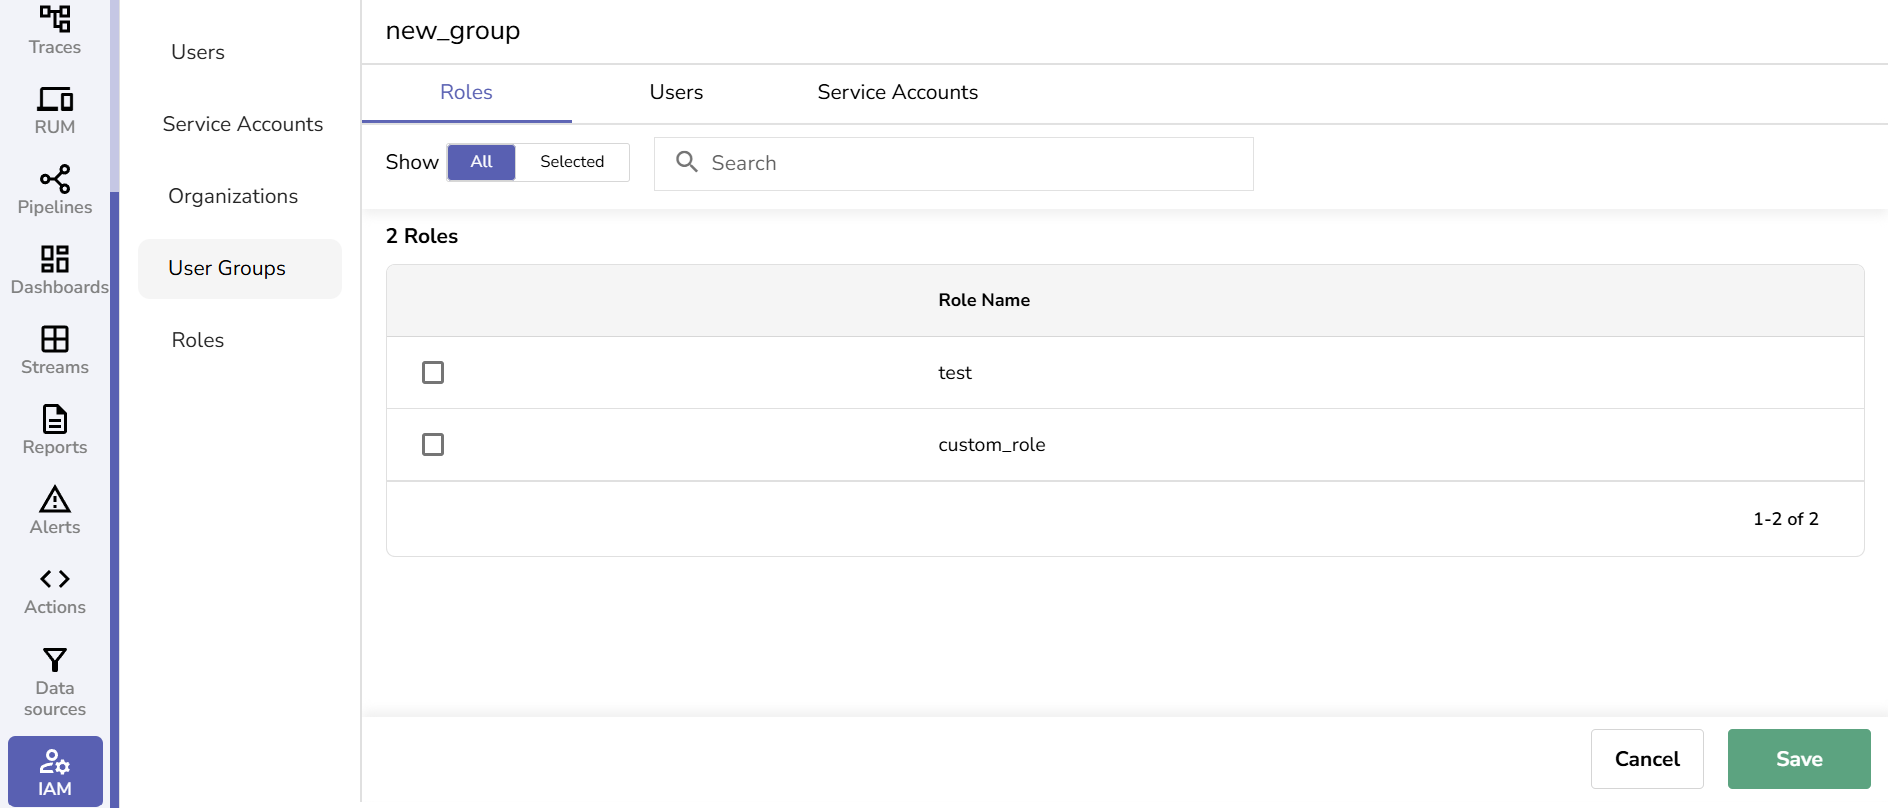 Traces
RUM
Pipelines
Dashboards
Streams
Reports
Alerts
Actions
Data
sources
IAM
Users
Service Accounts
Organizations
User Groups
Roles
new_group
Roles Users Service Accounts
Show All Selected Search
2 Roles
Role Name
test
custom_role
1-2 of 2
Cancel Save